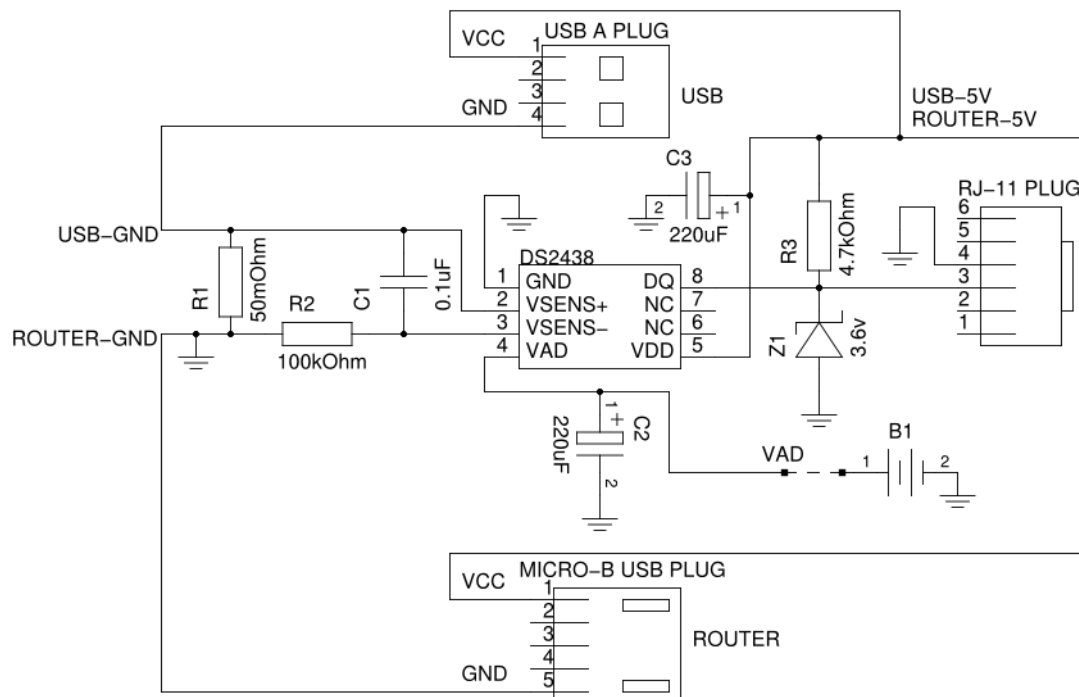 USB A PLUG
VCC
1
2
3
GND
4
USB
USB-5V
ROUTER-5V
C3
2
1
+
220uF
R3
4.7kOhm
RJ-11 PLUG
6
5
4
3
2
1
USB-GND
R1
50mOhm
R2
100kOhm
C1
0.1uF
ROUTER-GND
DS2438
1
GND
DQ
8
2
VSENS+
NC
7
3
VSENS-
NC
6
4
VAD
VDD
5
Z1
3.6v
1
+
C2
220uF
2
VAD
B1
1
2
MICRO-B USB PLUG
VCC
1
2
3
4
GND
5
ROUTER